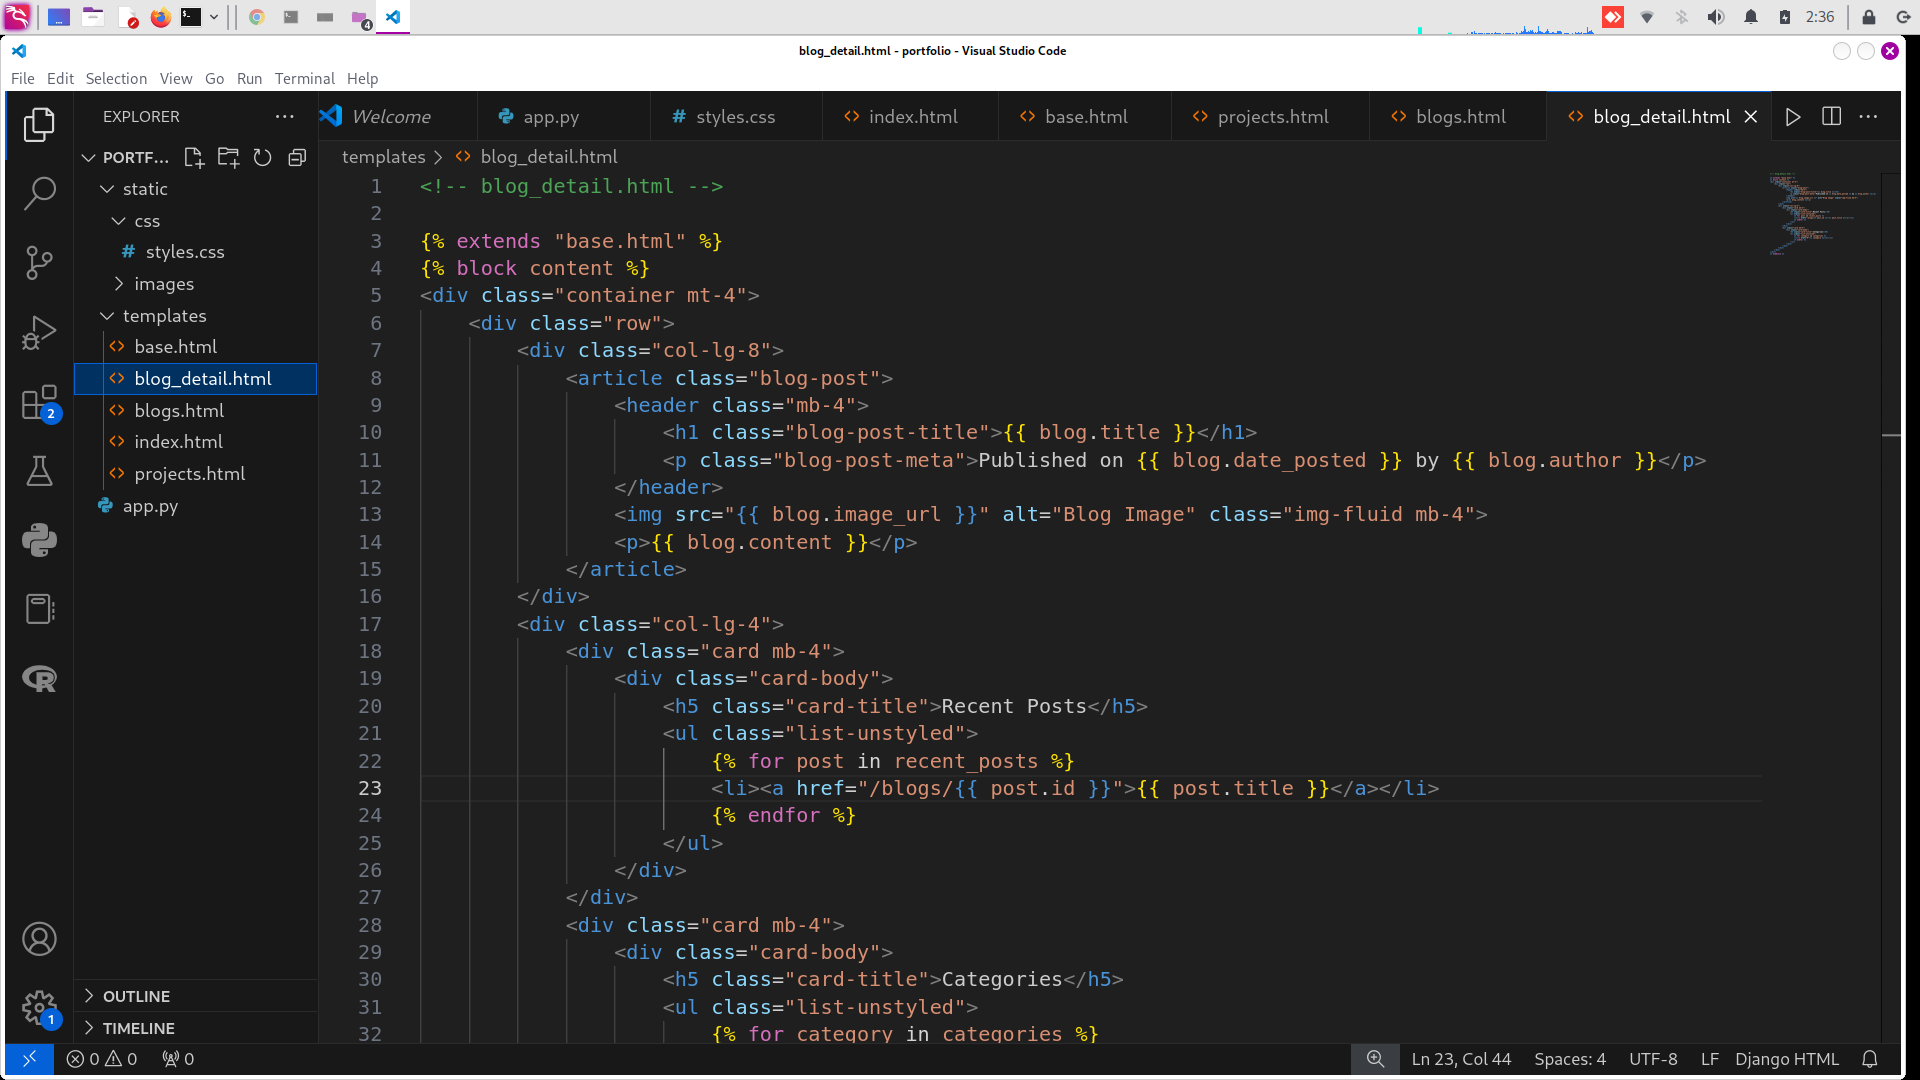 2:36
4
blog_detail.html - portfolio - Visual Studio Code
File Edit Selection View Go Run Terminal Help
EXPLORER
Welcome
app.py
styles.css
index.html
base.html
projects.html
blogs.html
blog_detail.html
PORTF...
static
css
styles.css
images
templates
base.html
blog_detail.html
blogs.html
index.html
projects.html
app.py
2
1
OUTLINE
TIMELINE
templates > blog_detail.html
1 <!-- blog_detail.html -->
2
3 {% extends "base.html" %}
4 {% block content %}
5 <div class="container mt-4">
6 <div class="row">
7 <div class="col-lg-8">
8 <article class="blog-post">
9 <header class="mb-4">
10 <h1 class="blog-post-title">{{ blog.title }}</h1>
11 <p class="blog-post-meta">Published on {{ blog.date_posted }} by {{ blog.author }}</p>
12 </header>
13 <img src="{{ blog.image_url }}" alt="Blog Image" class="img-fluid mb-4">
14 <p>{{ blog.content }}</p>
15 </article>
16 </div>
17 <div class="col-lg-4">
18 <div class="card mb-4">
19 <div class="card-body">
20 <h5 class="card-title">Recent Posts</h5>
21 <ul class="list-unstyled">
22 {% for post in recent_posts %}
23 <li><a href="/blogs/{{ post.id }}">{{ post.title }}</a></li>
24 {% endfor %}
25 </ul>
26 </div>
27 </div>
28 <div class="card mb-4">
29 <div class="card-body">
30 <h5 class="card-title">Categories</h5>
31 <ul class="list-unstyled">
32 {% for category in categories %}
0 0 0
Ln 23, Col 44 Spaces: 4 UTF-8 LF Django HTML